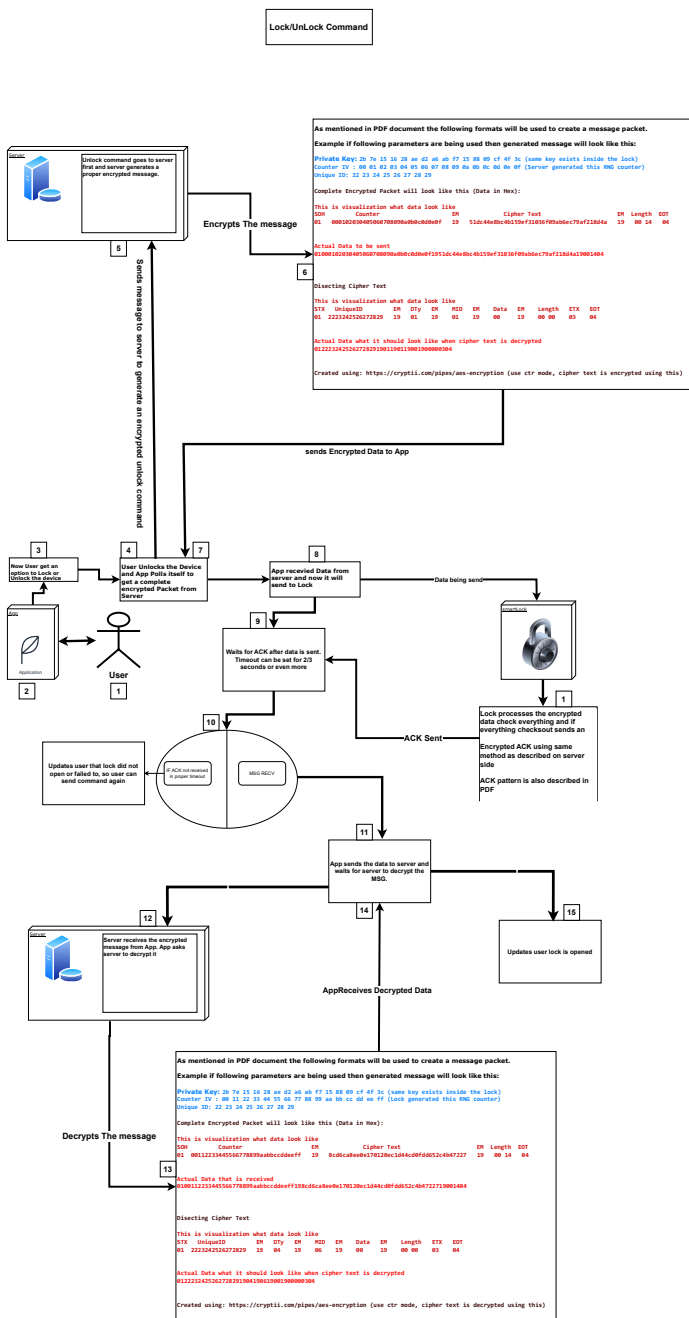 Lock/UnLock Command
Server
Unlock command goes to server
first and server generates a
proper encrypted message.
5
Encrypts The message
As mentioned in PDF document the following formats will be used to create a message packet.
Example if following parameters are being used then generated message will look like this:
Private Key: 2b 7e 15 16 28 ae d2 a6 ab f7 15 88 09 cf 4f 3c (same key exists inside the lock)
Counter IV : 00 01 02 03 04 05 06 07 08 09 0a 0b 0c 0d 0e 0f (Server generated this RNG counter)
Unique ID: 22 23 24 25 26 27 28 29
Complete Encrypted Packet will look like this (Data in Hex):
This is visualization what data look like
SOH Counter EM Cipher Text EM Length EOT
01 000102030405060708090a0b0c0d0e0f 19 51dc44e8bc4b159ef31036f09ab6ec79af218d4a 19 00 14 04
Actual Data to be sent
01000102030405060708090a0b0c0d0e0f1951dc44e8bc4b159ef31036f09ab6ec79af218d4a19001404
6
Disecting Cipher Text
This is visualization what data look like
STX UniqueID EM DTy EM MID EM Data EM Length ETX EOT
01 2223242526272829 19 01 19 01 19 00 19 00 00 03 04
Actual Data what it should look like when cipher text is decrypted
01222324252627282919011901190019000000304
Created using: https://cryptii.com/pipes/aes-encryption (use ctr mode, cipher text is encrypted using this)
Sends message to server to generate an
encrypted unlock command
sends Encrypted Data to App
3
Now User get an
option to Lock or
Unlock the device
4
7
User Unlocks the Device
and App Polls itself to
get a complete
encrypted Packet from
Server
8
App recevied Data from
server and now it will
send to Lock
Data being send
App
Application
2
User
1
9
Waits for ACK after data is sent.
Timeout can be set for 2/3
seconds or even more
smartLock
1
Lock processes the encrypted
data check everything and if
everything checksout sends an
Encrypted ACK using same
method as described on server
side
ACK pattern is also described in
PDF
ACK Sent
10
IF ACK not received
in proper timeout
MSG RECV
Updates user that lock did not
open or failed to, so user can
send command again
11
App sends the data to server and
waits for server to decrypt the
MSG.
14
12
Server
Server receives the encrypted
message from App. App asks
server to decrypt it
15
Updates user lock is opened
AppReceives Decrypted Data
Decrypts The message
As mentioned in PDF document the following formats will be used to create a message packet.
Example if following parameters are being used then generated message will look like this:
Private Key: 2b 7e 15 16 28 ae d2 a6 ab f7 15 88 09 cf 4f 3c (same key exists inside the lock)
Counter IV : 00 11 22 33 44 55 66 77 88 99 aa bb cc dd ee ff (Lock generated this RNG counter)
Unique ID: 22 23 24 25 26 27 28 29
Complete Encrypted Packet will look like this (Data in Hex):
This is visualization what data look like
SOH Counter EM Cipher Text EM Length EOT
01 00112233445566778899aabbccddeeff 19 8cd6ca8ee0e170120ec1d44cd0fdd652c4b47227 19 00 14 04
13
Actual Data that is received
0100112233445566778899aabbccddeeff198cd6ca8ee0e170120ec1d44cd0fdd652c4b4722719001404
Disecting Cipher Text
This is visualization what data look like
STX UniqueID EM DTy EM MID EM Data EM Length ETX EOT
01 2223242526272829 19 04 19 06 19 00 19 00 00 03 04
Actual Data what it should look like when cipher text is decrypted
01222324252627282919041906190019000000304
Created using: https://cryptii.com/pipes/aes-encryption (use ctr mode, cipher text is decrypted using this)